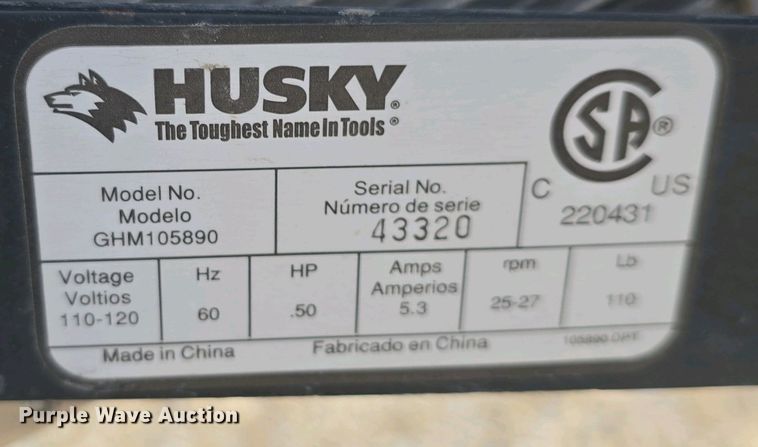 HUSKY®
The Toughest Name in Tools®
CSA®
C US
220431
Model No.
Modelo
GHM105890
Serial No.
Número de serie
43320
Voltage
Voltios
110-120
Hz
60
HP
.50
Amps
Amperios
5.3
rpm
25-27
Lb
110
Made in China
Fabricado en China
105890
Purple Wave Auction